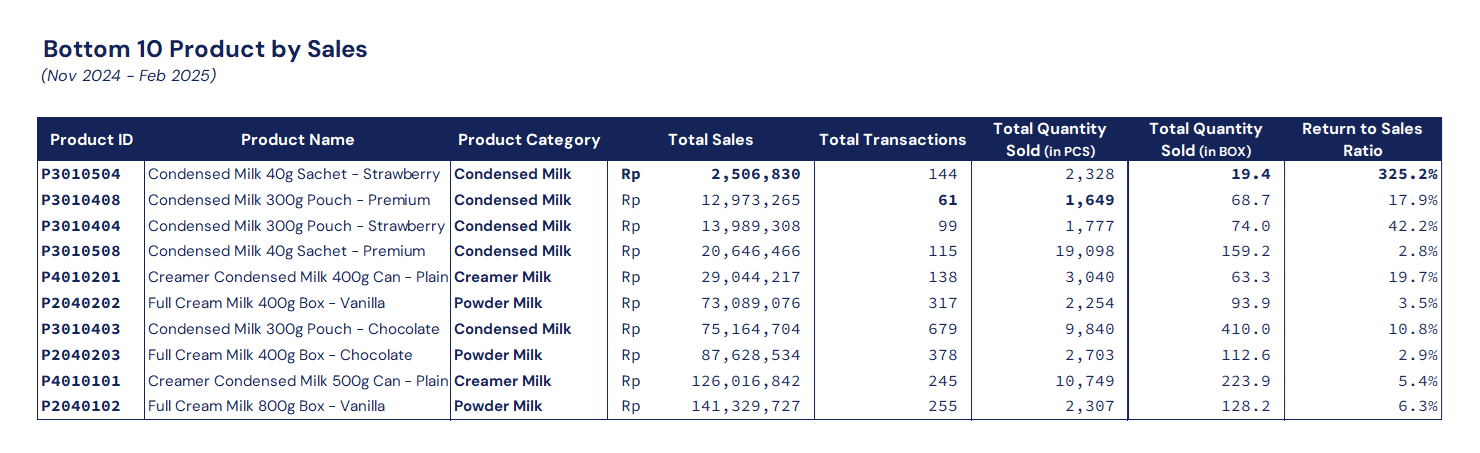 Bottom 10 Product by Sales
(Nov 2024 - Feb 2025)
Product ID Product Name Product Category Total Sales Total Transactions Total Quantity Sold (in PCS) Total Quantity Sold (in BOX) Return to Sales Ratio
P3010504 Condensed Milk 40g Sachet - Strawberry Condensed Milk Rp 2,506,830 144 2,328 19.4 325.2%
P3010408 Condensed Milk 300g Pouch - Premium Condensed Milk Rp 12,973,265 61 1,649 68.7 17.9%
P3010404 Condensed Milk 300g Pouch - Strawberry Condensed Milk Rp 13,989,308 99 1,777 74.0 42.2%
P3010508 Condensed Milk 40g Sachet - Premium Condensed Milk Rp 20,646,466 115 19,098 159.2 2.8%
P4010201 Creamer Condensed Milk 400g Can - Plain Creamer Milk Rp 29,044,217 138 3,040 63.3 19.7%
P2040202 Full Cream Milk 400g Box - Vanilla Powder Milk Rp 73,089,076 317 2,254 93.9 3.5%
P3010403 Condensed Milk 300g Pouch - Chocolate Condensed Milk Rp 75,164,704 679 9,840 410.0 10.8%
P2040203 Full Cream Milk 400g Box - Chocolate Powder Milk Rp 87,628,534 378 2,703 112.6 2.9%
P4010101 Creamer Condensed Milk 500g Can - Plain Creamer Milk Rp 126,016,842 245 10,749 223.9 5.4%
P2040102 Full Cream Milk 800g Box - Vanilla Powder Milk Rp 141,329,727 255 2,307 128.2 6.3%